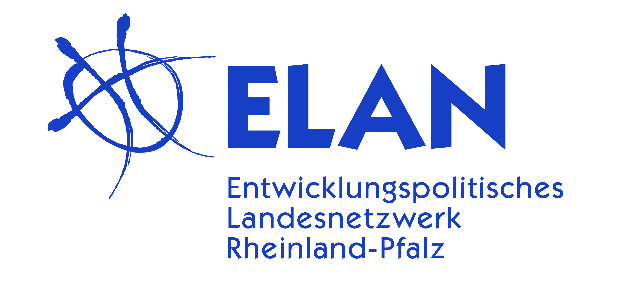 ELAN
Entwicklungspolitisches
Landesnetzwerk
Rheinland-Pfalz